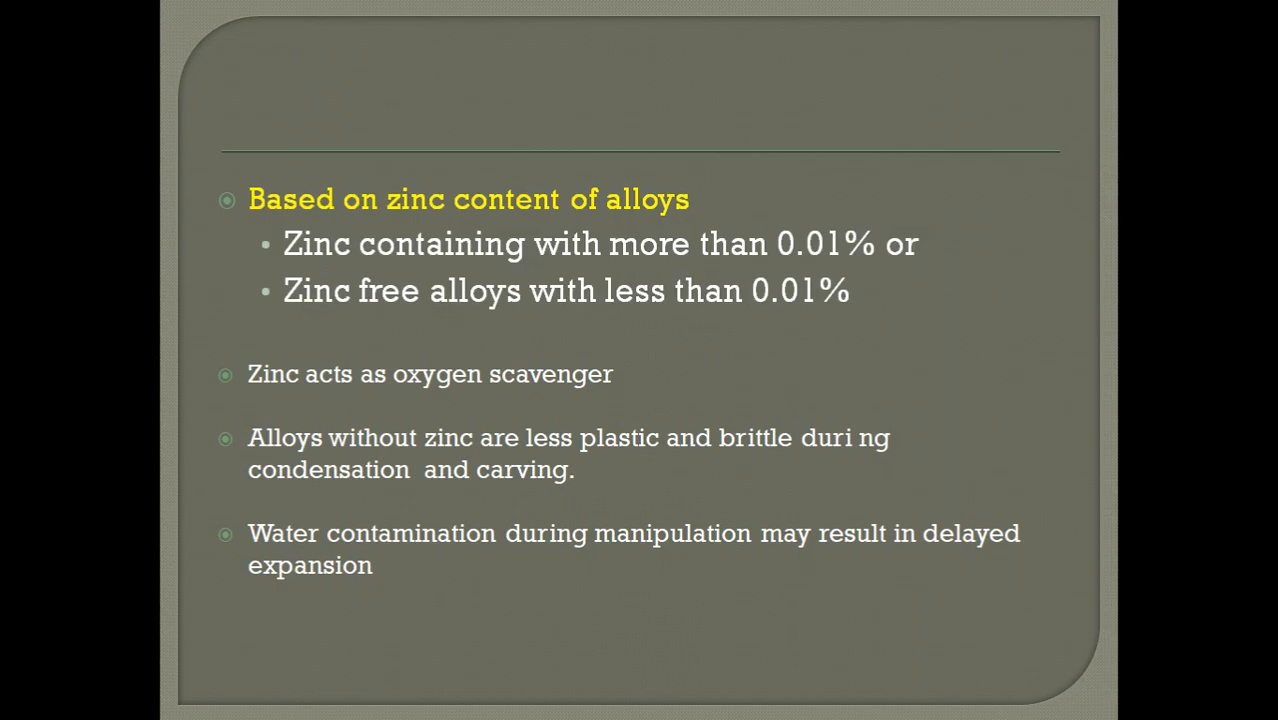 Based on zinc content of alloys
• Zinc containing with more than 0.01% or
• Zinc free alloys with less than 0.01%
Zinc acts as oxygen scavenger
Alloys without zinc are less plastic and brittle duri ng
condensation and carving.
Water contamination during manipulation may result in delayed
expansion